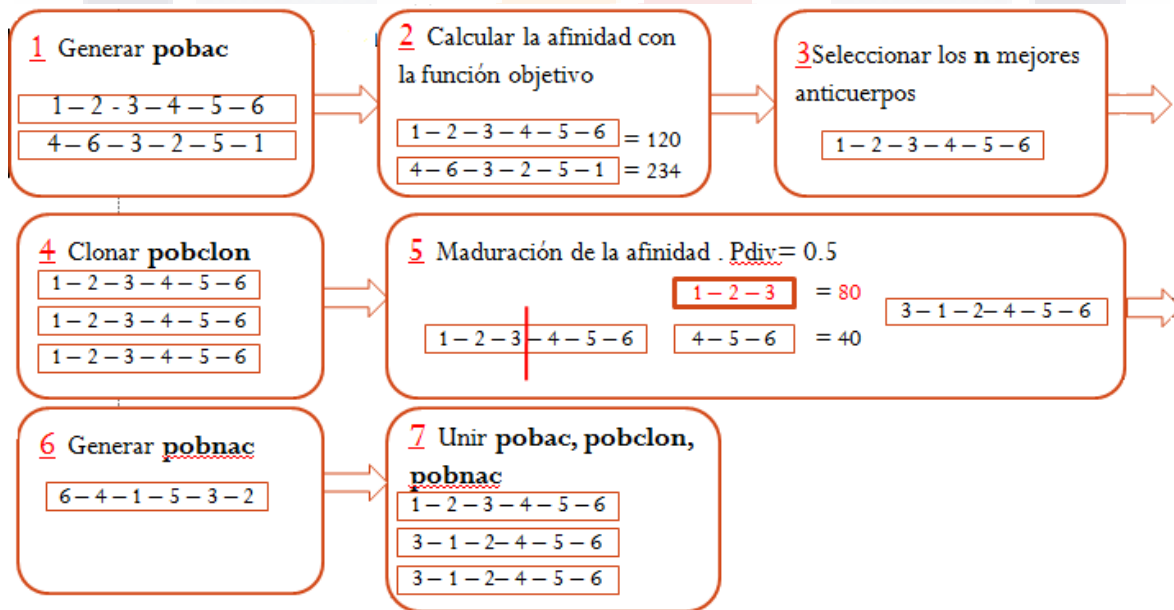 1 Generar pobac
1 – 2 - 3 – 4 – 5 – 6
4 – 6 – 3 – 2 – 5 – 1
2 Calcular la afinidad con
la función objetivo
1 – 2 – 3 – 4 – 5 – 6 = 120
4 – 6 – 3 – 2 – 5 – 1 = 234
3Seleccionar los n mejores
anticuerpos
1 – 2 – 3 – 4 – 5 – 6
4 Clonar pobclon
1 – 2 – 3 – 4 – 5 – 6
1 – 2 – 3 – 4 – 5 – 6
1 – 2 – 3 – 4 – 5 – 6
5 Maduración de la afinidad . Pdiv= 0.5
1 – 2 – 3 – 4 – 5 – 6
1 – 2 – 3 = 80
4 – 5 – 6 = 40
3 – 1 – 2– 4 – 5 – 6
6 Generar pobnac
6 – 4 – 1 – 5 – 3 – 2
7 Unir pobac, pobclon,
pobnac
1 – 2 – 3 – 4 – 5 – 6
3 – 1 – 2– 4 – 5 – 6
3 – 1 – 2– 4 – 5 – 6